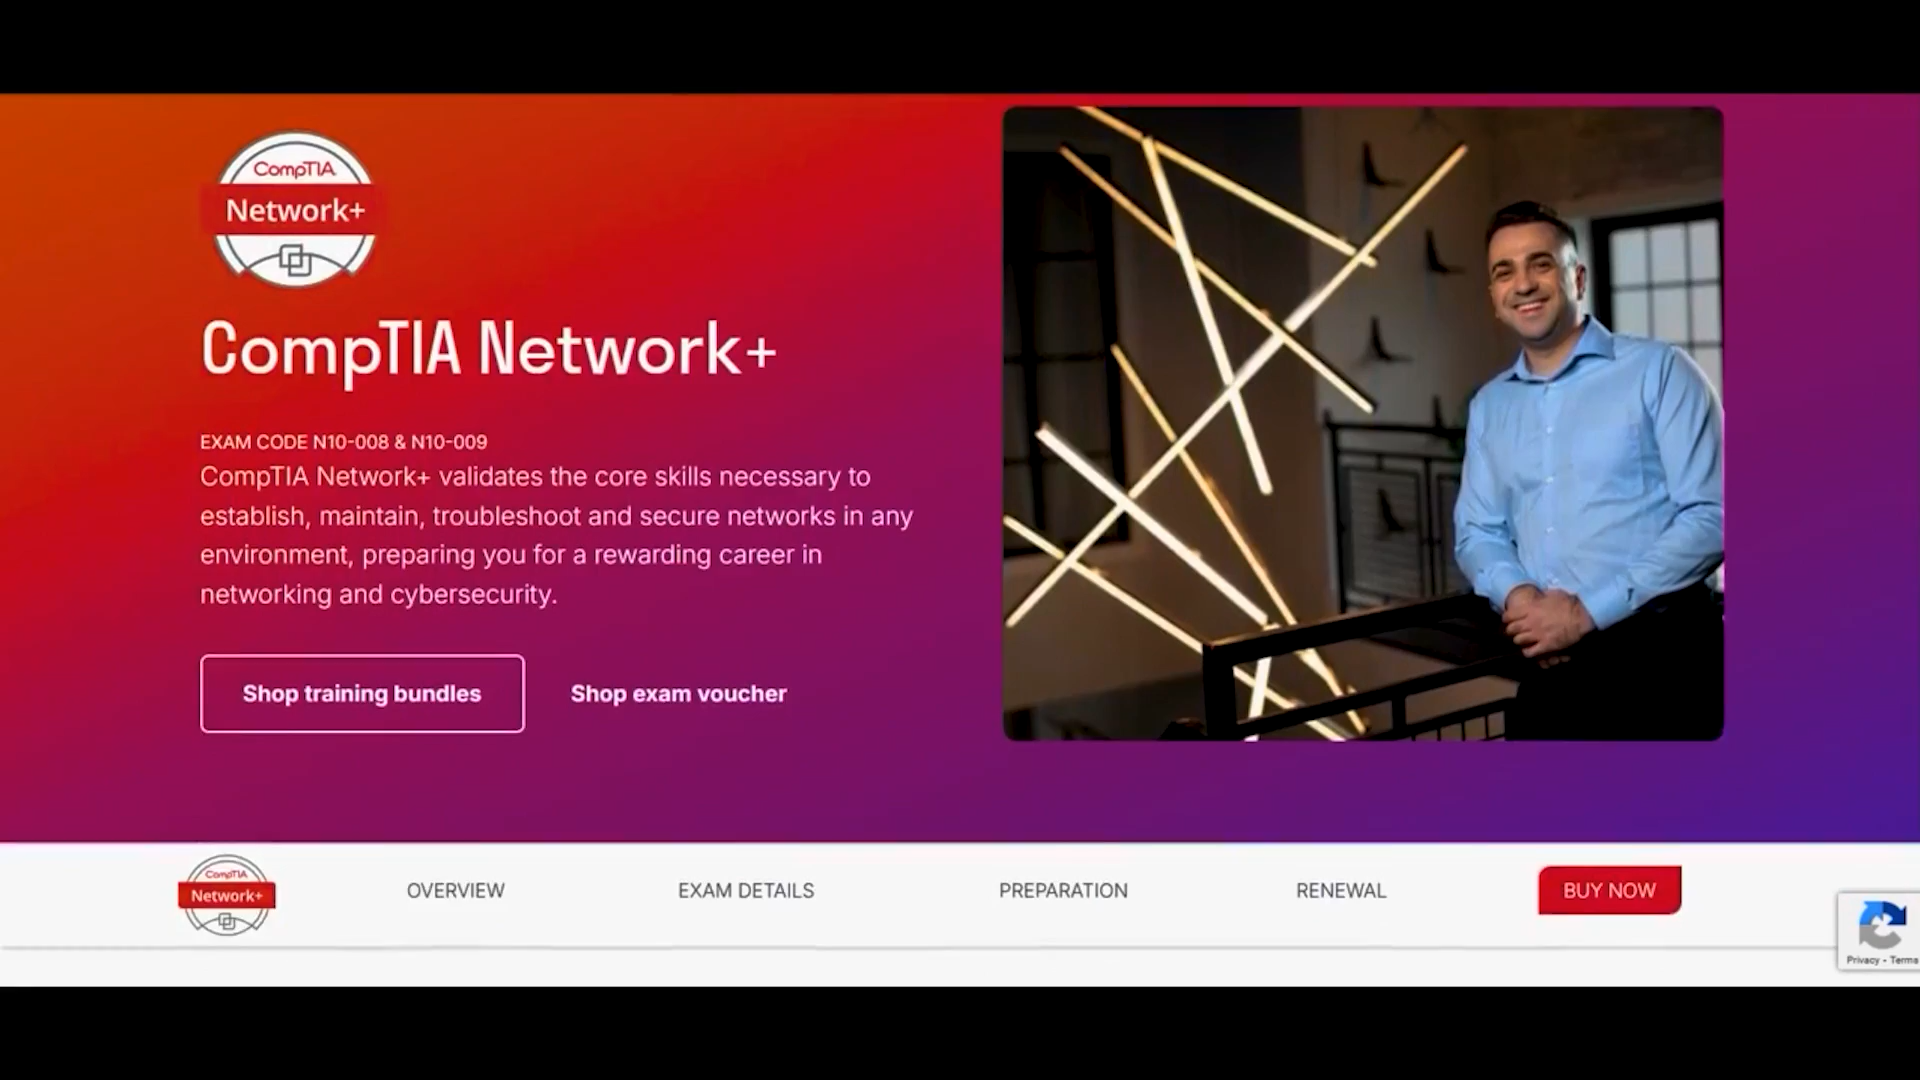 CompTIA
Network+
CompTIA Network+
EXAM CODE N10-008 & N10-009
CompTIA Network+ validates the core skills necessary to
establish, maintain, troubleshoot and secure networks in any
environment, preparing you for a rewarding career in
networking and cybersecurity.
Shop training bundles
Shop exam voucher
CompTIA
Network+
OVERVIEW
EXAM DETAILS
PREPARATION
RENEWAL
BUY NOW
Privacy - Terms